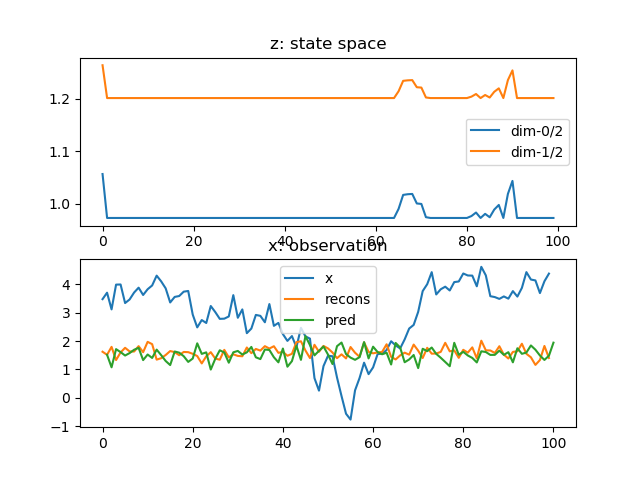 z: state space
1.2
1.1
1.0
dim-0/2
dim-1/2
0 20 40 60 80 100
x: observation
4
3
2
1
0
−1
x
recons
pred
0 20 40 60 80 100